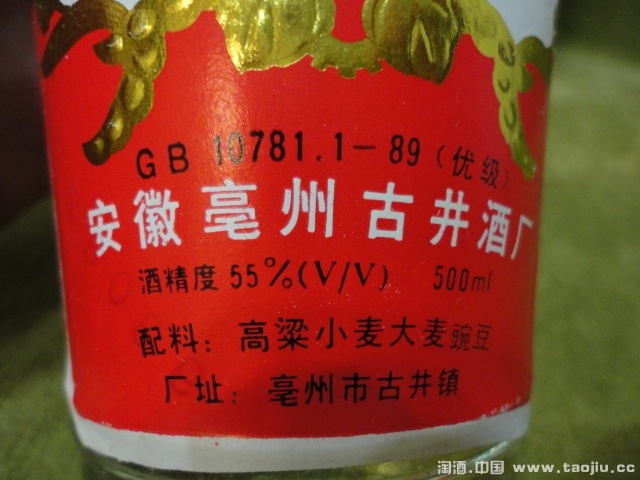 GB 10781.1-89(优级)
安徽亳州古井酒厂
酒精度 55%(V/V) 500ml
配料: 高粱小麦大麦豌豆
厂址: 亳州市古井镇
淘酒.中国 www.taojiu.cc